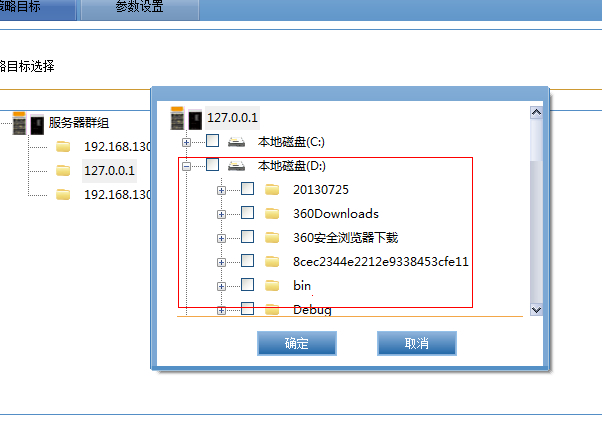 策略目标 参数设置
略目标选择
服务器群组
192.168.130
127.0.0.1
192.168.130
127.0.0.1
本地磁盘(C:)
本地磁盘(D:)
20130725
360Downloads
360安全浏览器下载
8cec2344e2212e9338453cfe11
bin
Debug
确定 取消